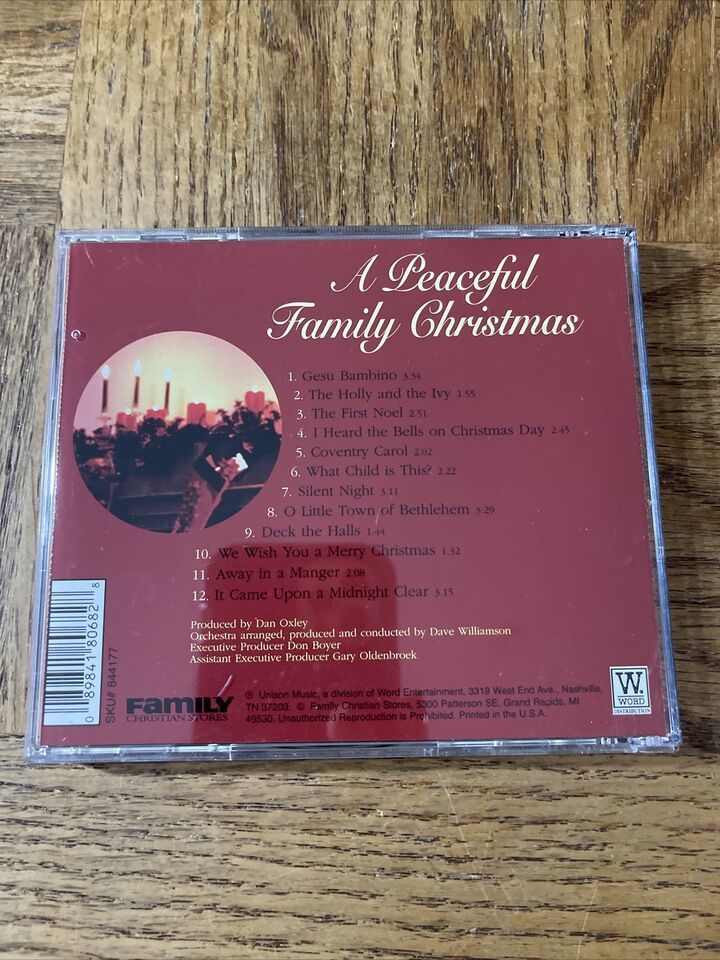 A Peaceful
Family Christmas
1. Gesu Bambino 3.34
2. The Holly and the Ivy 1.55
3. The First Noel 2.51
4. I Heard the Bells on Christmas Day 2.45
5. Coventry Carol 2.02
6. What Child is This? 2.22
7. Silent Night 3.11
8. O Little Town of Bethlehem 3.29
9. Deck the Halls 1.44
10. We Wish You a Merry Christmas 1.32
11. Away in a Manger 2.08
12. It Came Upon a Midnight Clear 3.15
Produced by Dan Oxley
Orchestra arranged, produced and conducted by Dave Williamson
Executive Producer Don Boyer
Assistant Executive Producer Gary Oldenbroek
0 89841 80682 8
SKU# 844177
FAMILY
CHRISTIAN STORES
℗ Unison Music, a division of Word Entertainment, 3319 West End Ave., Nashville,
TN 37203. © Family Christian Stores, 5300 Patterson SE, Grand Rapids, MI
49530. Unauthorized Reproduction is Prohibited. Printed in the U.S.A.
W.
WORD
DISTRIBUTION